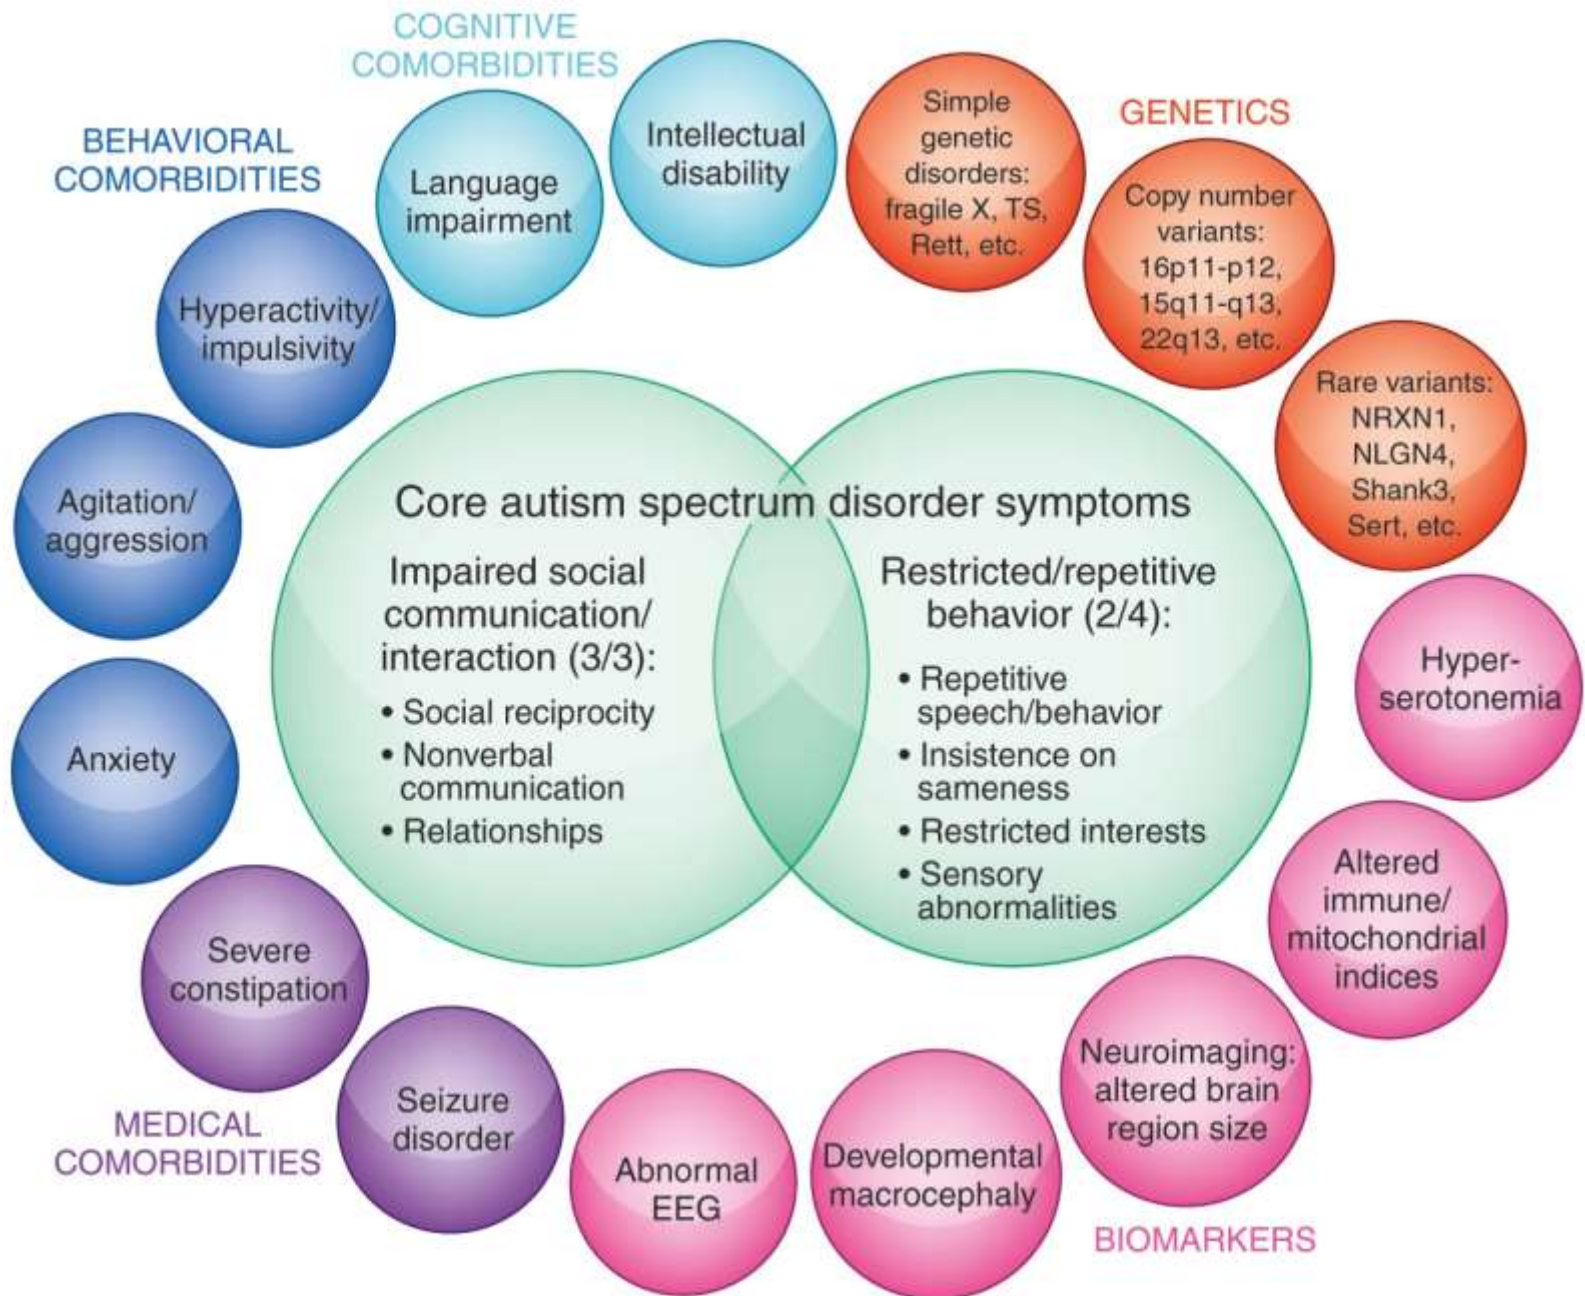 COGNITIVE
COMORBIDITIES
Language
impairment
Intellectual
disability
GENETICS
Simple
genetic
disorders:
fragile X, TS,
Rett, etc.
Copy number
variants:
16p11-p12,
15q11-q13,
22q13, etc.
Rare variants:
NRXN1,
NLGN4,
Shank3,
Sert, etc.
BEHAVIORAL
COMORBIDITIES
Hyperactivity/
impulsivity
Agitation/
aggression
Anxiety
Core autism spectrum disorder symptoms
Impaired social
communication/
interaction (3/3):
• Social reciprocity
• Nonverbal
communication
• Relationships
Restricted/repetitive
behavior (2/4):
• Repetitive
speech/behavior
• Insistence on
sameness
• Restricted interests
• Sensory
abnormalities
Hyper-
serotonemia
Altered
immune/
mitochondrial
indices
Neuroimaging:
altered brain
region size
Developmental
macrocephaly
Abnormal
EEG
BIOMARKERS
Severe
constipation
Seizure
disorder
MEDICAL
COMORBIDITIES